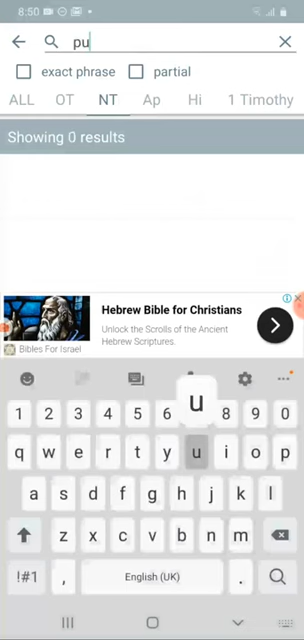 8:50
pu
exact phrase partial
ALL OT NT Ap Hi 1 Timothy
Showing 0 results
Hebrew Bible for Christians
Unlock the Scrolls of the Ancient
Hebrew Scriptures.
Bibles For Israel
u
1 2 3 4 5 6 8 9 0
q w e r t y u i o p
a s d f g h j k l
z x c v b n m
!#1 , English (UK) .